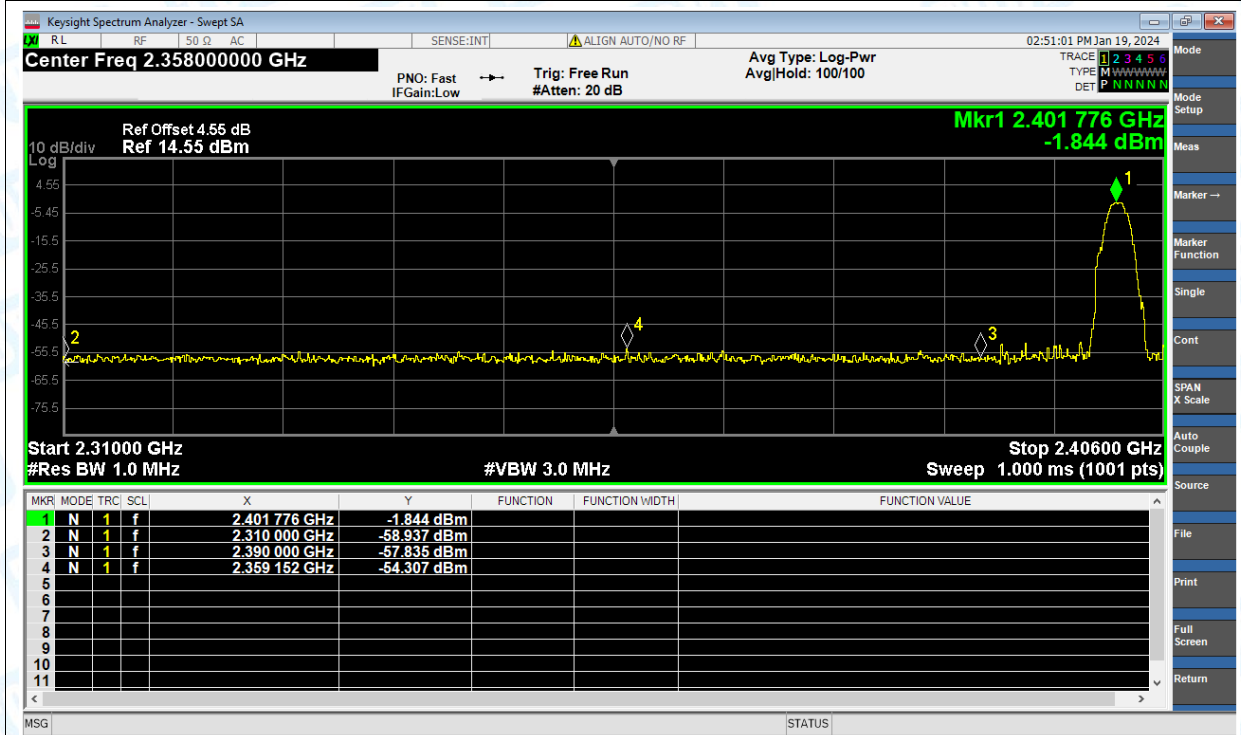 Keysight Spectrum Analyzer - Swept SA
LXI RL RF 50 Ω AC SENSE:INT ALIGN AUTO/NO RF 02:51:01 PM Jan 19, 2024
Center Freq 2.358000000 GHz
PNO: Fast
IFGain:Low
Trig: Free Run
#Atten: 20 dB
Avg Type: Log-Pwr
Avg|Hold: 100/100
TRACE 1 2 3 4 5 6
TYPE M WWWWW
DET P N N N N N
Ref Offset 4.55 dB
10 dB/div Ref 14.55 dBm
Log
Mkr1 2.401 776 GHz
-1.844 dBm
4.55
-5.45
-15.5
-25.5
-35.5
-45.5
-55.5
-65.5
-75.5
1
2
4
3
Start 2.31000 GHz Stop 2.40600 GHz
#Res BW 1.0 MHz #VBW 3.0 MHz Sweep 1.000 ms (1001 pts)
MKR MODE TRC SCL X Y FUNCTION FUNCTION WIDTH FUNCTION VALUE
1 N 1 f 2.401 776 GHz -1.844 dBm
2 N 1 f 2.310 000 GHz -58.937 dBm
3 N 1 f 2.390 000 GHz -57.835 dBm
4 N 1 f 2.359 152 GHz -54.307 dBm
5
6
7
8
9
10
11
MSG STATUS
Mode
Mode
Setup
Meas
Marker →
Marker
Function
Single
Cont
SPAN
X Scale
Auto
Couple
Source
File
Print
Full
Screen
Return